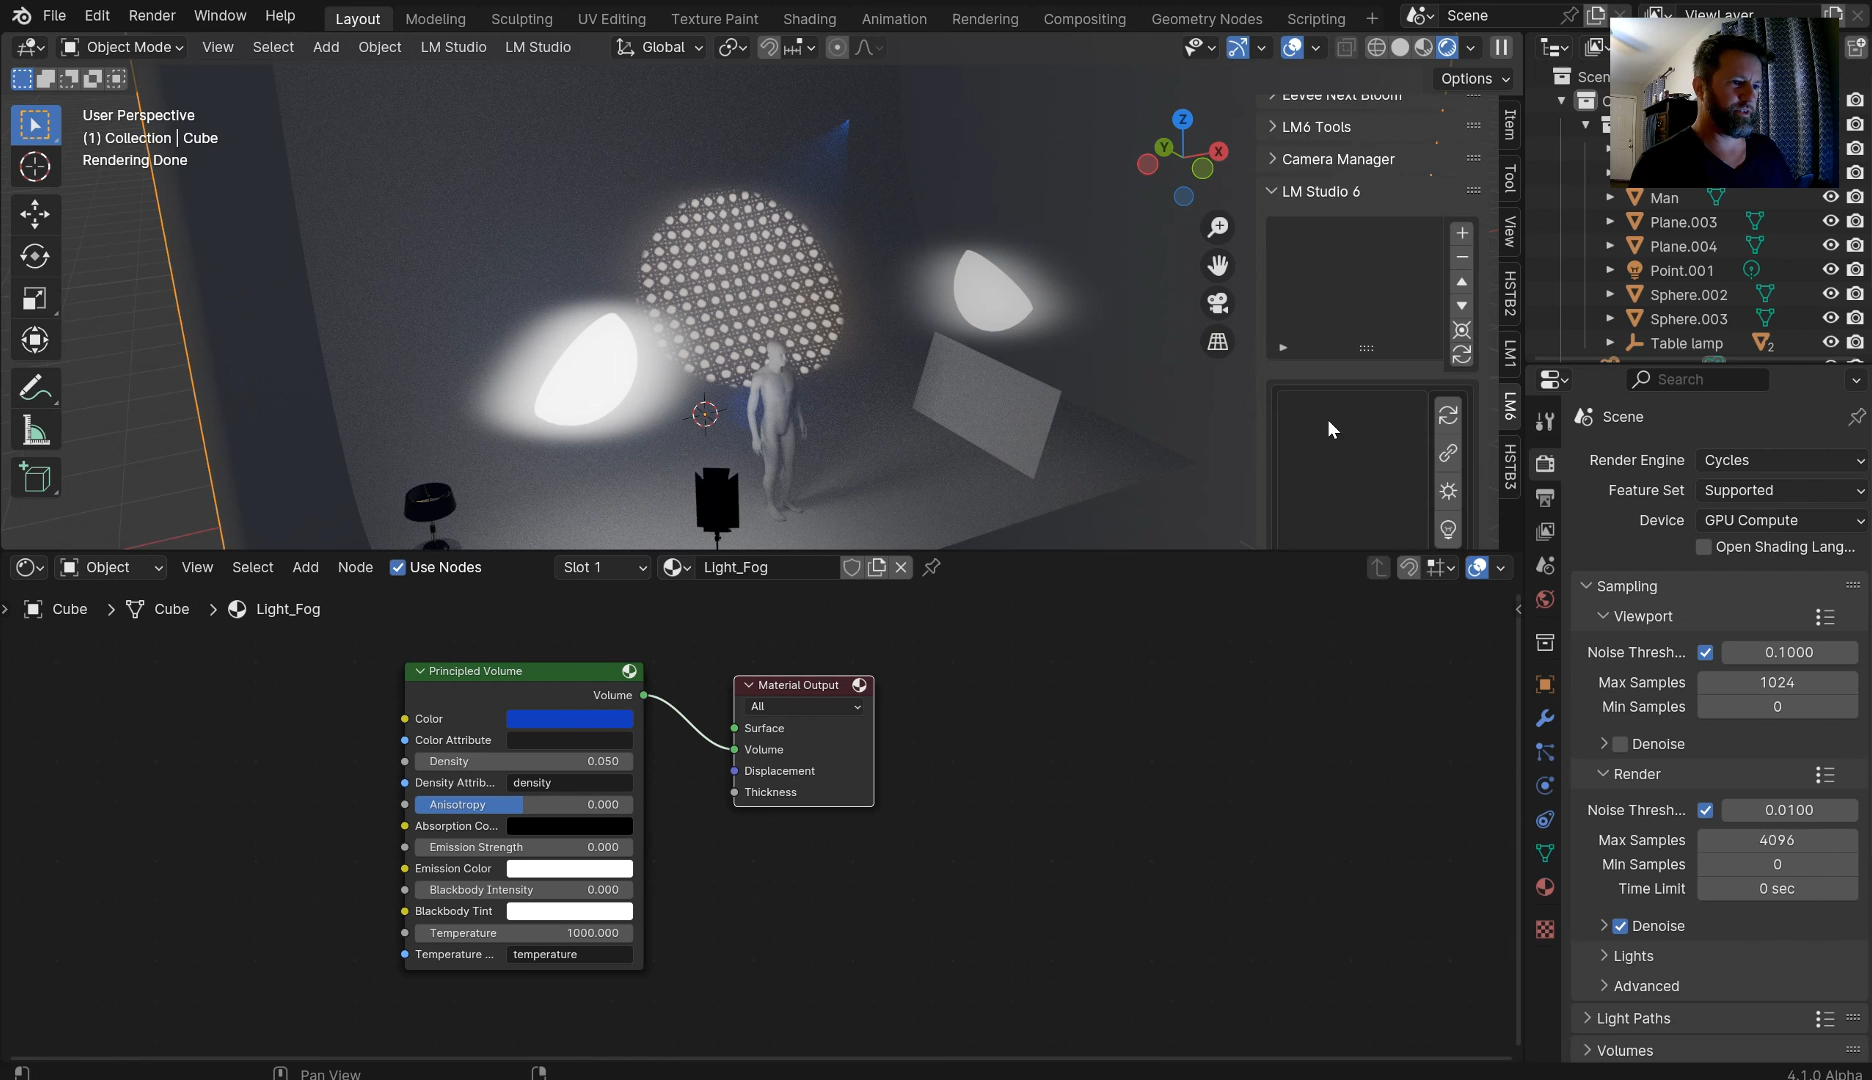 File Edit Render Window Help
Layout Modeling Sculpting UV Editing Texture Paint Shading Animation Rendering Compositing Geometry Nodes Scripting
Scene
ViewLayer
Object Mode View Select Add Object LM Studio LM Studio Global
Options
User Perspective
(1) Collection | Cube
Rendering Done
Z
Y
X
Eevee Next Bloom
LM6 Tools
Camera Manager
LM Studio 6
Item
Tool
View
HSTB2
LM1
LM6
HSTB3
Scen
Man
Plane.003
Plane.004
Point.001
Sphere.002
Sphere.003
Table lamp 2
Search
Scene
Render Engine Cycles
Feature Set Supported
Device GPU Compute
Open Shading Lang...
Sampling
Viewport
Noise Thresh... 0.1000
Max Samples 1024
Min Samples 0
Denoise
Render
Noise Thresh... 0.0100
Max Samples 4096
Min Samples 0
Time Limit 0 sec
Denoise
Lights
Advanced
Light Paths
Volumes
Object View Select Add Node Use Nodes Slot 1 Light_Fog
Cube > Cube > Light_Fog
Principled Volume
Volume
Color
Color Attribute
Density 0.050
Density Attrib... density
Anisotropy 0.000
Absorption Co...
Emission Strength 0.000
Emission Color
Blackbody Intensity 0.000
Blackbody Tint
Temperature 1000.000
Temperature ... temperature
Material Output
All
Surface
Volume
Displacement
Thickness
Pan View
4.1.0 Alpha